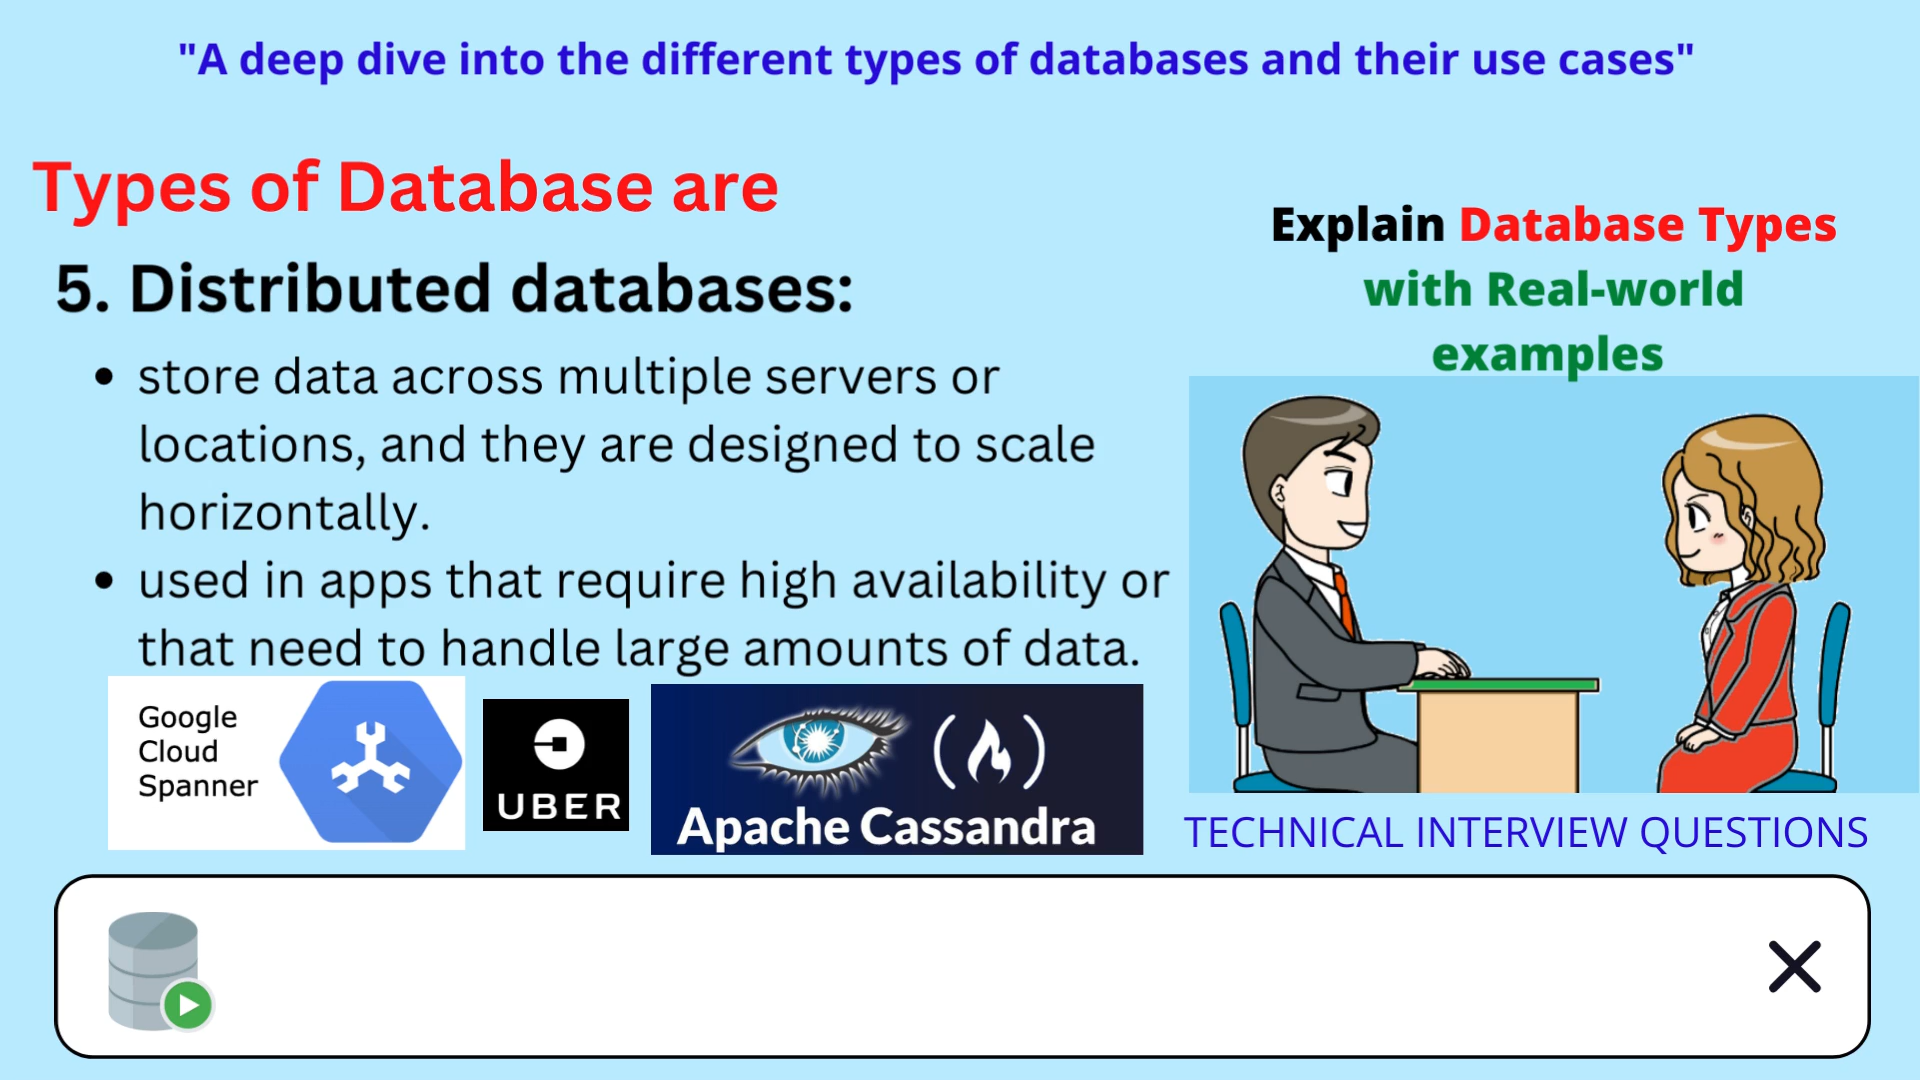 "A deep dive into the different types of databases and their use cases"
Types of Database are
5. Distributed databases:
• store data across multiple servers or
locations, and they are designed to scale
horizontally.
• used in apps that require high availability or
that need to handle large amounts of data.
Google
Cloud
Spanner
UBER
Apache Cassandra
Explain Database Types
with Real-world
examples
TECHNICAL INTERVIEW QUESTIONS